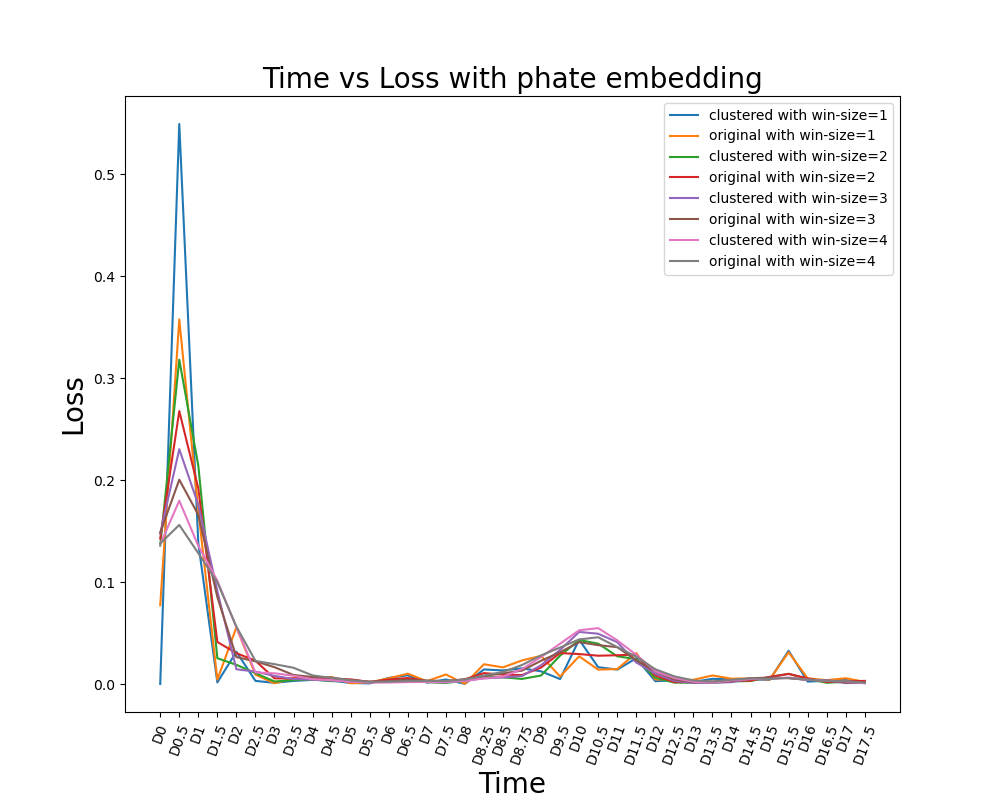 Time vs Loss with phate embedding
clustered with win-size=1
original with win-size=1
clustered with win-size=2
original with win-size=2
clustered with win-size=3
original with win-size=3
clustered with win-size=4
original with win-size=4
0.5
0.4
0.3
0.2
0.1
0.0
Loss
D0
D0.5
D1
D1.5
D2
D2.5
D3
D3.5
D4
D4.5
D5
D5.5
D6
D6.5
D7
D7.5
D8
D8.25
D8.5
D8.75
D9
D9.5
D10
D10.5
D11
D11.5
D12
D12.5
D13
D13.5
D14
D14.5
D15
D15.5
D16
D16.5
D17
D17.5
Time